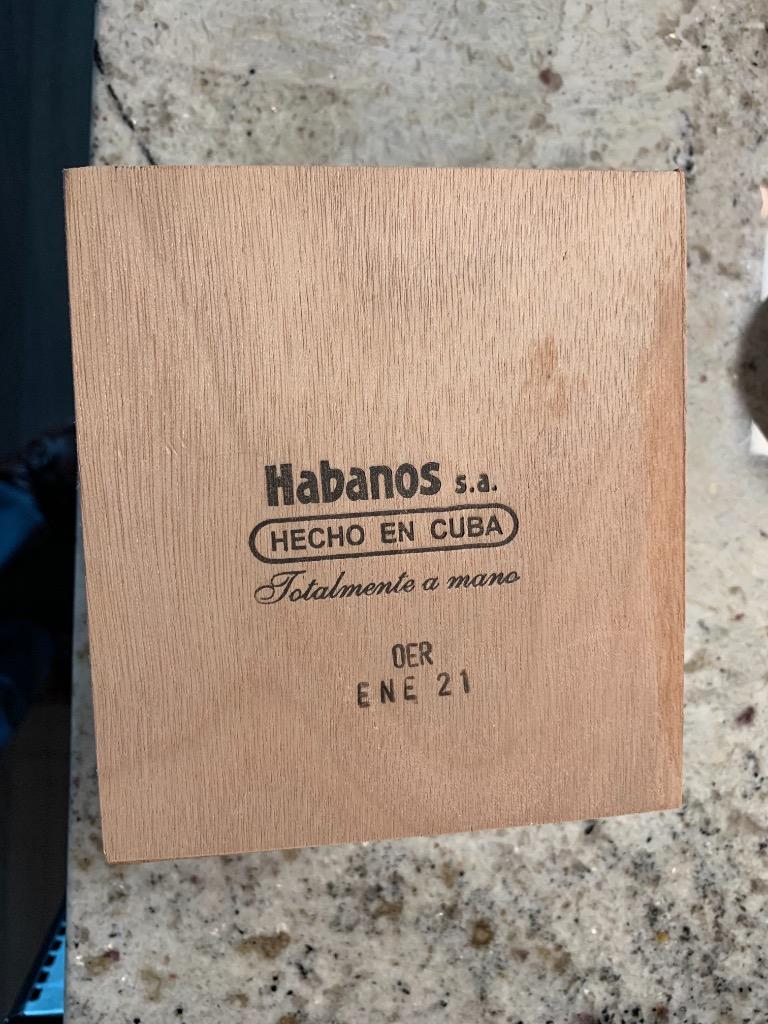 Habanos s.a.
HECHO EN CUBA
Totalmente a mano
OER
ENE 21